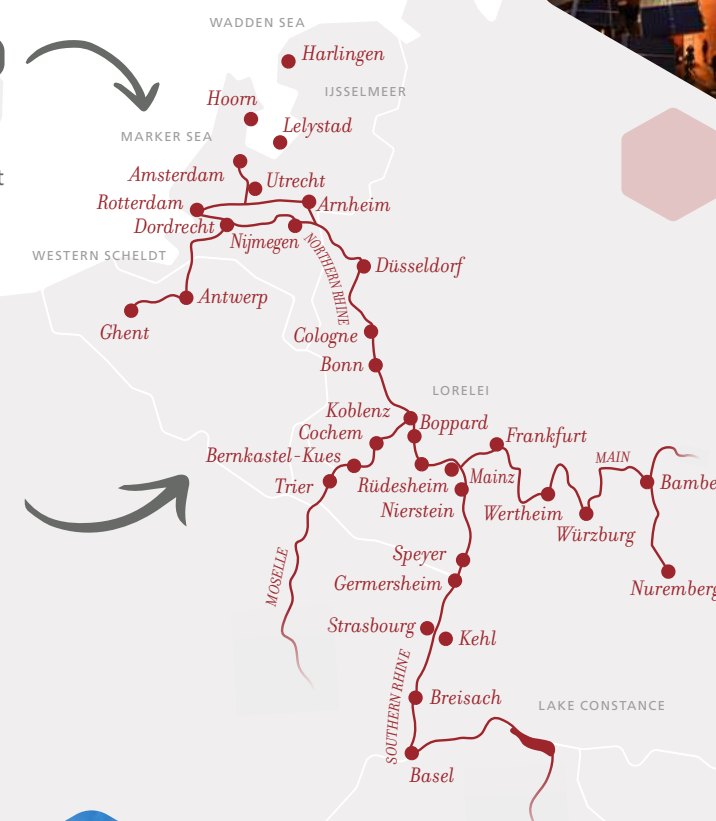 WADDEN SEA
Harlingen
IJSSELMEER
Hoorn
Lelystad
MARKER SEA
Amsterdam
Utrecht
Rotterdam
Arnheim
Dordrecht
Nijmegen
WESTERN SCHELDT
NORTHERN RHINE
Düsseldorf
Antwerp
Ghent
Cologne
Bonn
LORELEI
Koblenz
Boppard
Cochem
Frankfurt
Bernkastel-Kues
MAIN
Trier
Rüdesheim
Mainz
Bambe
Nierstein
Wertheim
Würzburg
Speyer
MOSELLE
Germersheim
Nuremberg
Strasbourg
Kehl
SOUTHERN RHINE
Breisach
LAKE CONSTANCE
Basel